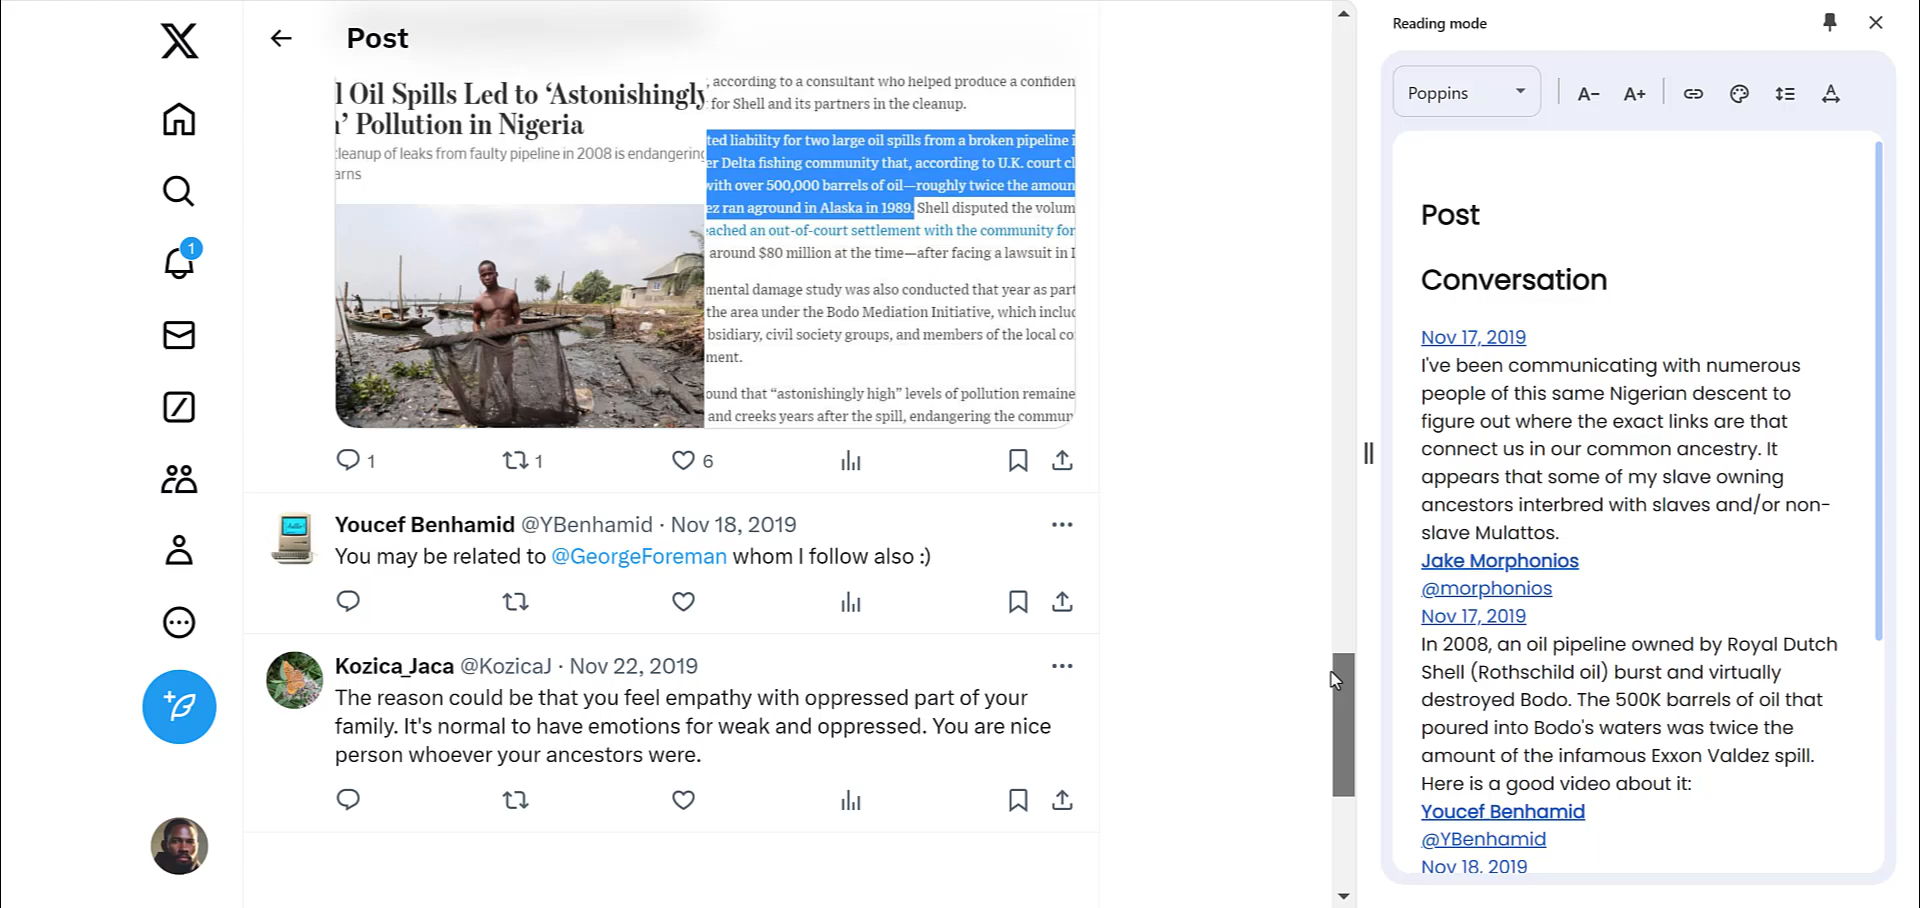 Post
l Oil Spills Led to ‘Astonishingly
’ Pollution in Nigeria
cleanup of leaks from faulty pipeline in 2008 is endangering
arns
, according to a consultant who helped produce a confiden
for Shell and its partners in the cleanup.
ted liability for two large oil spills from a broken pipeline i
er Delta fishing community that, according to U.K. court cl
with over 500,000 barrels of oil—roughly twice the amoun
ez ran aground in Alaska in 1989. Shell disputed the volum
eached an out-of-court settlement with the community for
around $80 million at the time—after facing a lawsuit in
mental damage study was also conducted that year as part
the area under the Bodo Mediation Initiative, which includ
bsidiary, civil society groups, and members of the local co
ment.
ound that “astonishingly high” levels of pollution remaine
and creeks years after the spill, endangering the commun
1
1
6
Youcef Benhamid @YBenhamid · Nov 18, 2019
You may be related to @GeorgeForeman whom I follow also :)
Kozica_Jaca @KozicaJ · Nov 22, 2019
The reason could be that you feel empathy with oppressed part of your
family. It's normal to have emotions for weak and oppressed. You are nice
person whoever your ancestors were.
1
Reading mode
Poppins
A−
A+
Post
Conversation
Nov 17, 2019
I've been communicating with numerous
people of this same Nigerian descent to
figure out where the exact links are that
connect us in our common ancestry. It
appears that some of my slave owning
ancestors interbred with slaves and/or non-
slave Mulattos.
Jake Morphonios
@morphonios
Nov 17, 2019
In 2008, an oil pipeline owned by Royal Dutch
Shell (Rothschild oil) burst and virtually
destroyed Bodo. The 500K barrels of oil that
poured into Bodo's waters was twice the
amount of the infamous Exxon Valdez spill.
Here is a good video about it:
Youcef Benhamid
@YBenhamid
Nov 18, 2019